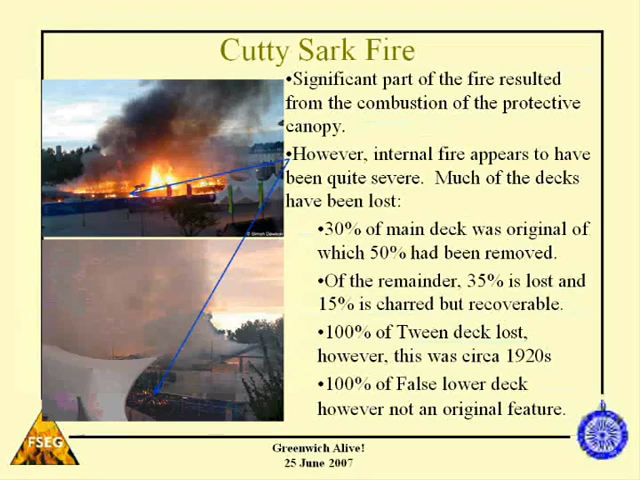 Cutty Sark Fire
•Significant part of the fire resulted
from the combustion of the protective
canopy.
•However, internal fire appears to have
been quite severe. Much of the decks
have been lost:
•30% of main deck was original of
which 50% had been removed.
•Of the remainder, 35% is lost and
15% is charred but recoverable.
•100% of Tween deck lost,
however, this was circa 1920s
•100% of False lower deck
however not an original feature.
© Simon Dawson
FSEG
Greenwich Alive!
25 June 2007